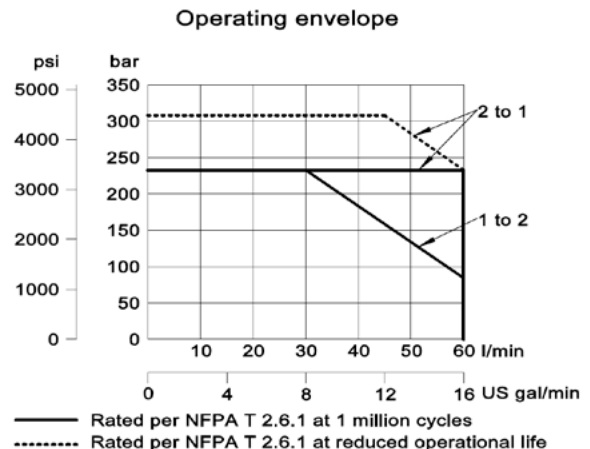 Operating envelope
psi bar
5000
4000
3000
2000
1000
0
350
300
250
200
150
100
50
0
2 to 1
1 to 2
10 20 30 40 50 60 l/min
0 4 8 12 16 US gal/min
Rated per NFPA T 2.6.1 at 1 million cycles
Rated per NFPA T 2.6.1 at reduced operational life